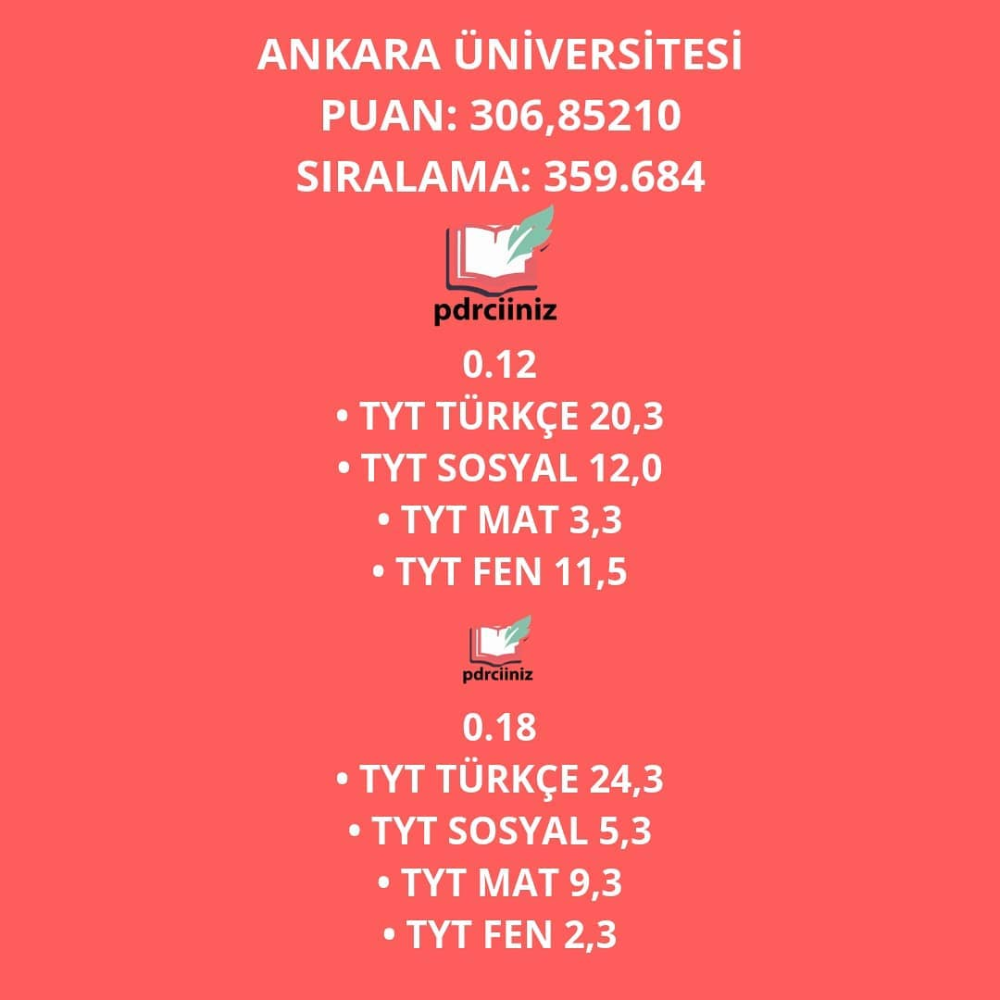 ANKARA ÜNİVERSİTESİ
PUAN: 306,85210
SIRALAMA: 359.684
pdrciiniz
0.12
• TYT TÜRKÇE 20,3
• TYT SOSYAL 12,0
• TYT MAT 3,3
• TYT FEN 11,5
pdrciiniz
0.18
• TYT TÜRKÇE 24,3
• TYT SOSYAL 5,3
• TYT MAT 9,3
• TYT FEN 2,3